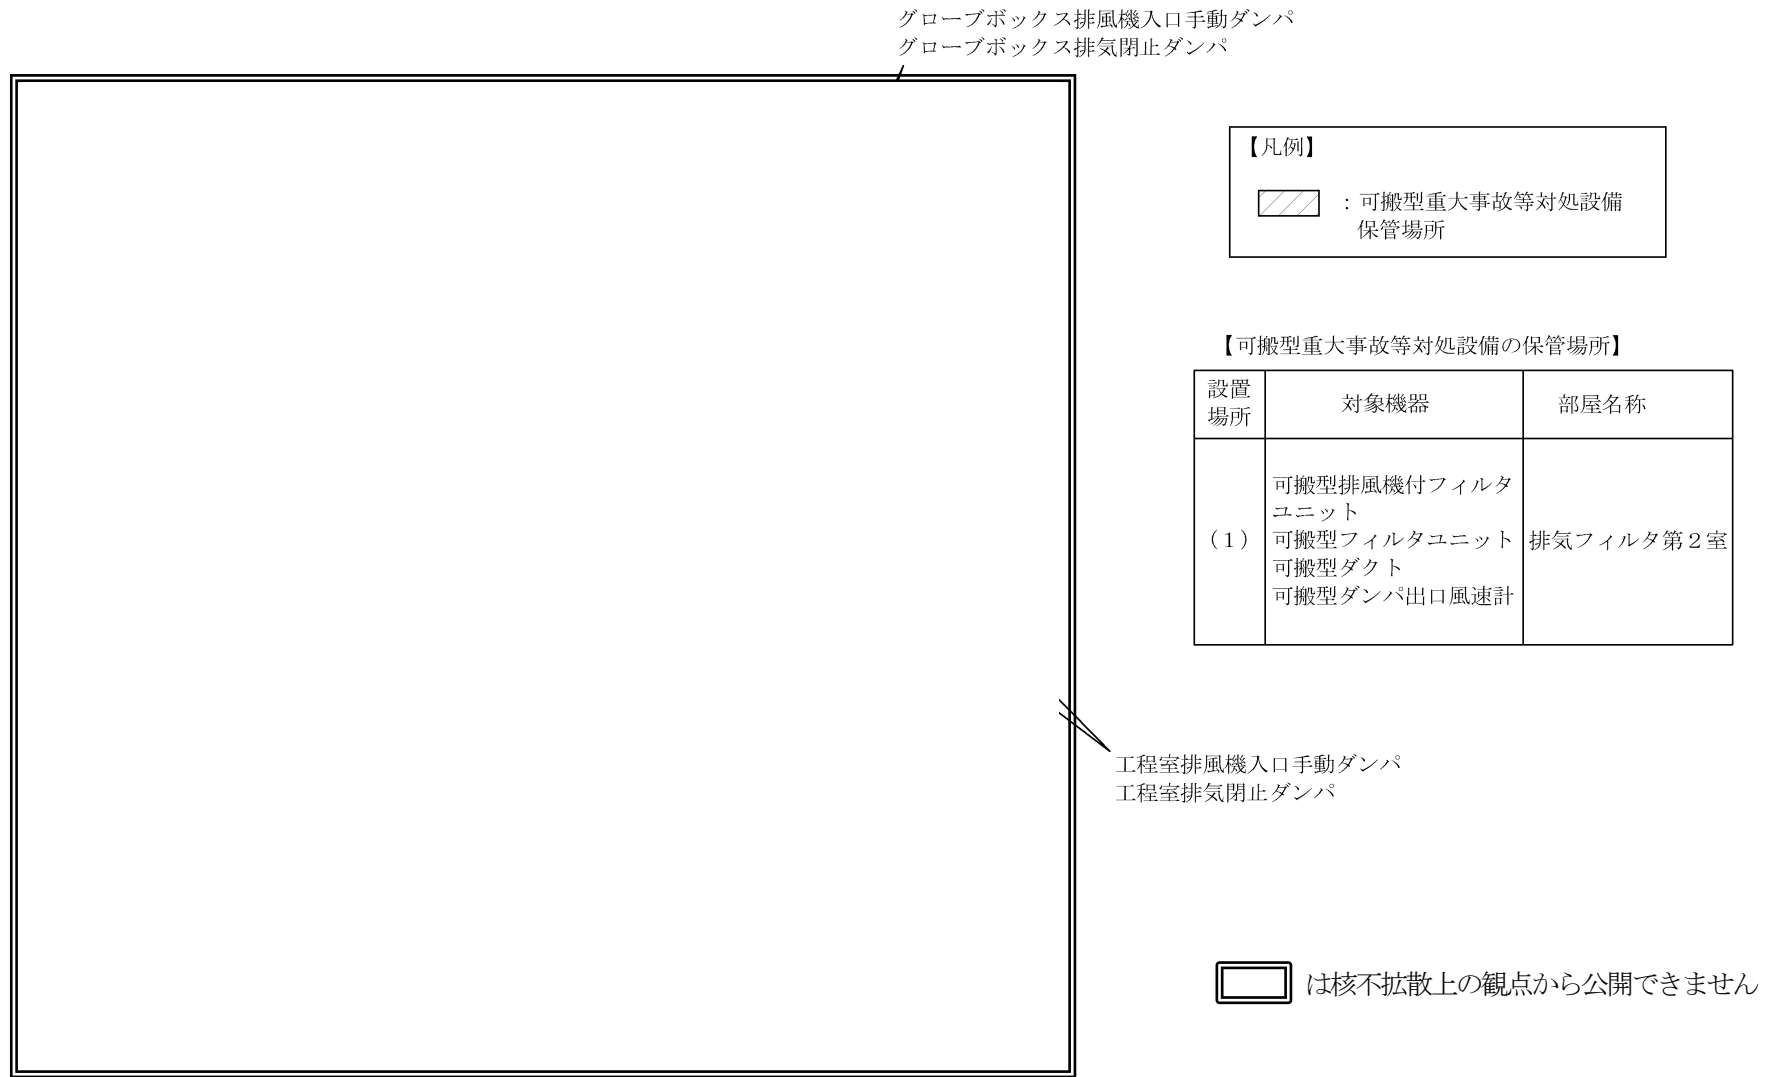 グローブボックス排風機入口手動ダンパ
グローブボックス排気閉止ダンパ
【凡例】
：可搬型重大事故等対処設備
保管場所
【可搬型重大事故等対処設備の保管場所】
設置
場所
対象機器
部屋名称
（１）
可搬型排風機付フィルタ
ユニット
可搬型フィルタユニット
可搬型ダクト
可搬型ダンパ出口風速計
排気フィルタ第２室
工程室排風機入口手動ダンパ
工程室排気閉止ダンパ
は核不拡散上の観点から公開できません